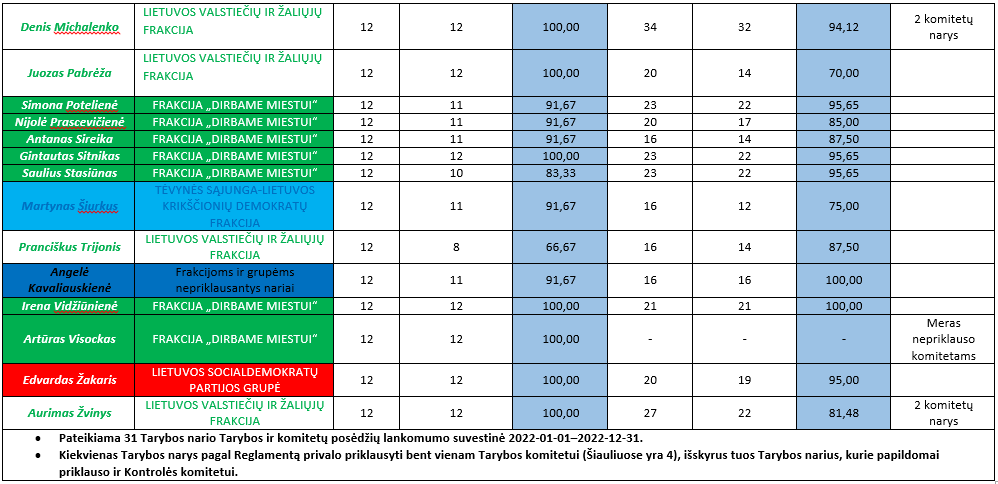 Denis Michalenko LIETUVOS VALSTIEČIŲ IR ŽALIŲJŲ FRAKCIJA 12 12 100,00 34 32 94,12 2 komitetų narys
Juozas Pabrėža LIETUVOS VALSTIEČIŲ IR ŽALIŲJŲ FRAKCIJA 12 12 100,00 20 14 70,00
Simona Potelienė FRAKCIJA „DIRBAME MIESTUI“ 12 11 91,67 23 22 95,65
Nijolė Prascevičienė FRAKCIJA „DIRBAME MIESTUI“ 12 11 91,67 20 17 85,00
Antanas Sireika FRAKCIJA „DIRBAME MIESTUI“ 12 11 91,67 16 14 87,50
Gintautas Sitnikas FRAKCIJA „DIRBAME MIESTUI“ 12 12 100,00 23 22 95,65
Saulius Stasiūnas FRAKCIJA „DIRBAME MIESTUI“ 12 10 83,33 23 22 95,65
Martynas Šiurkus TĖVYNĖS SĄJUNGA-LIETUVOS KRIKŠČIONIŲ DEMOKRATŲ FRAKCIJA 12 11 91,67 16 12 75,00
Pranciškus Trijonis LIETUVOS VALSTIEČIŲ IR ŽALIŲJŲ FRAKCIJA 12 8 66,67 16 14 87,50
Angelė Kavaliauskienė Frakcijoms ir grupėms nepriklausantys nariai 12 11 91,67 16 16 100,00
Irena Vidžiūnienė FRAKCIJA „DIRBAME MIESTUI“ 12 12 100,00 21 21 100,00
Artūras Visockas FRAKCIJA „DIRBAME MIESTUI“ 12 12 100,00 - - - Meras nepriklauso komitetams
Edvardas Žakaris LIETUVOS SOCIALDEMOKRATŲ PARTIJOS GRUPĖ 12 12 100,00 20 19 95,00
Aurimas Žvinys LIETUVOS VALSTIEČIŲ IR ŽALIŲJŲ FRAKCIJA 12 12 100,00 27 22 81,48 2 komitetų narys
• Pateikiama 31 Tarybos nario Tarybos ir komitetų posėdžių lankomumo suvestinė 2022-01-01–2022-12-31.
• Kiekvienas Tarybos narys pagal Reglamentą privalo priklausyti bent vienam Tarybos komitetui (Šiauliuose yra 4), išskyrus tuos Tarybos narius, kurie papildomai
priklauso ir Kontrolės komitetui.